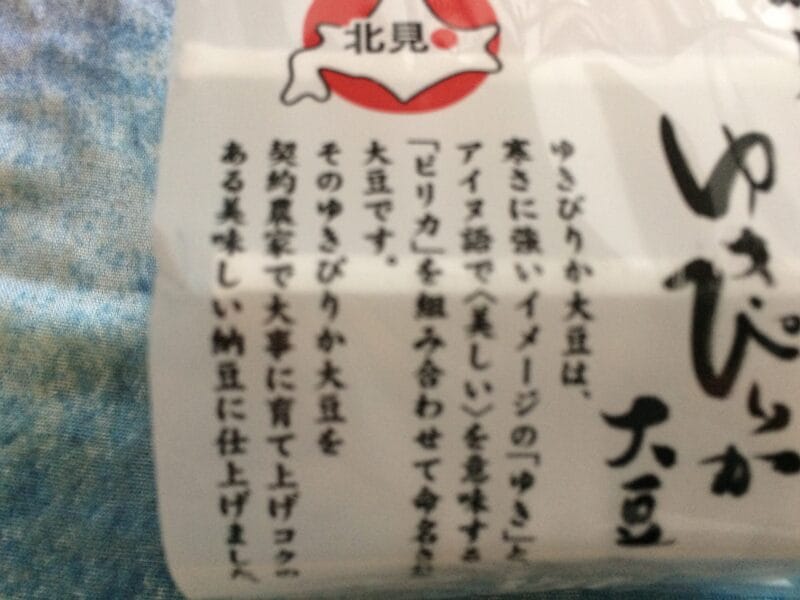 北見
ゆきぴりか
大豆
ゆきぴりか大豆は、
寒さに強いイメージの「ゆき」と
アイヌ語で〈美しい〉を意味する
「ピリカ」を組み合わせて命名され
大豆です。
そのゆきぴりか大豆を
契約農家で大事に育て上げコクの
ある美味しい納豆に仕上げました